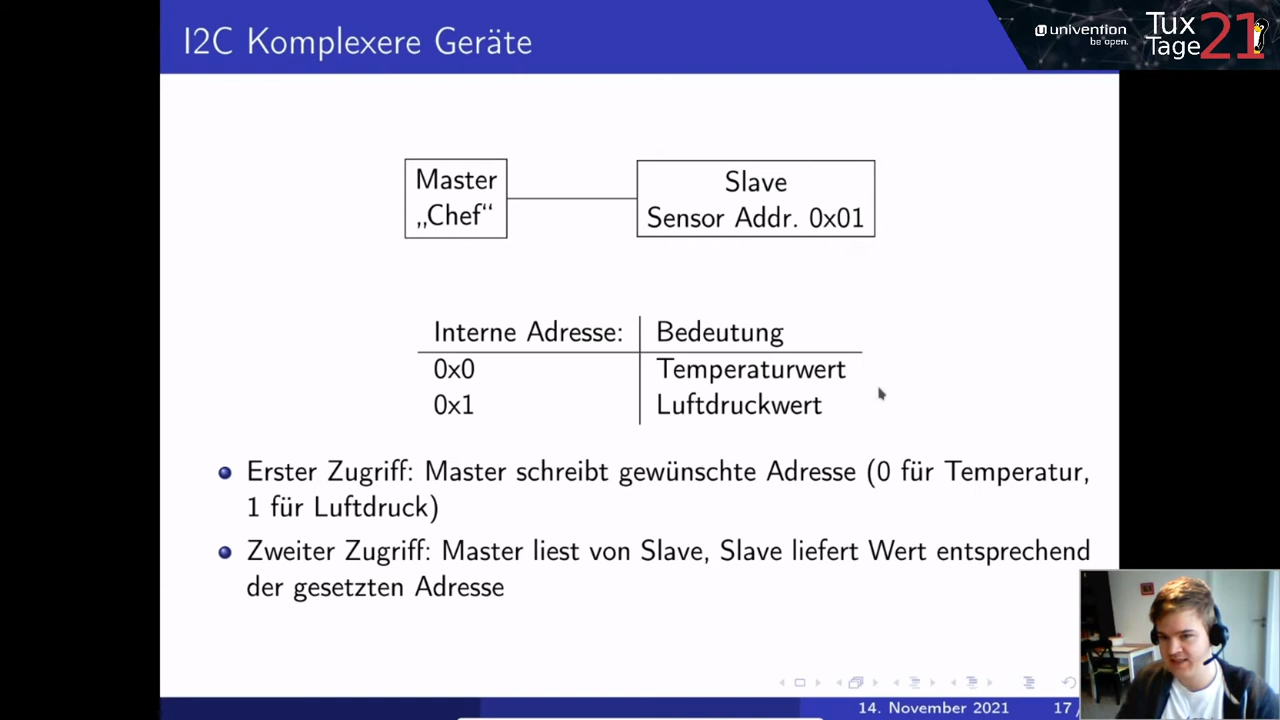 I2C Komplexere Geräte
univention
be open.
Tux
Tage
21
Master
„Chef“
Slave
Sensor Addr. 0x01
Interne Adresse: Bedeutung
0x0 Temperaturwert
0x1 Luftdruckwert
Erster Zugriff: Master schreibt gewünschte Adresse (0 für Temperatur,
1 für Luftdruck)
Zweiter Zugriff: Master liest von Slave, Slave liefert Wert entsprechend
der gesetzten Adresse
14. November 2021 17/